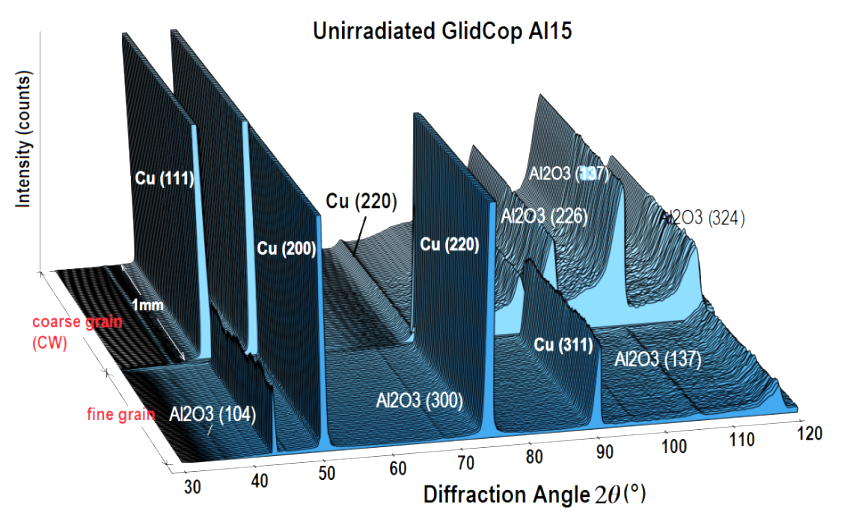 Unirradiated GlidCop Al15
Intensity (counts)
Cu (111)
Cu (200)
Cu (220)
Cu (220)
Al2O3 (226)
Al2O3 (137)
Al2O3 (324)
1mm
coarse grain
(CW)
fine grain
Al2O3 (104)
Al2O3 (300)
Cu (311)
Al2O3 (137)
30 40 50 60 70 80 90 100 110 120
Diffraction Angle 2θ(°)